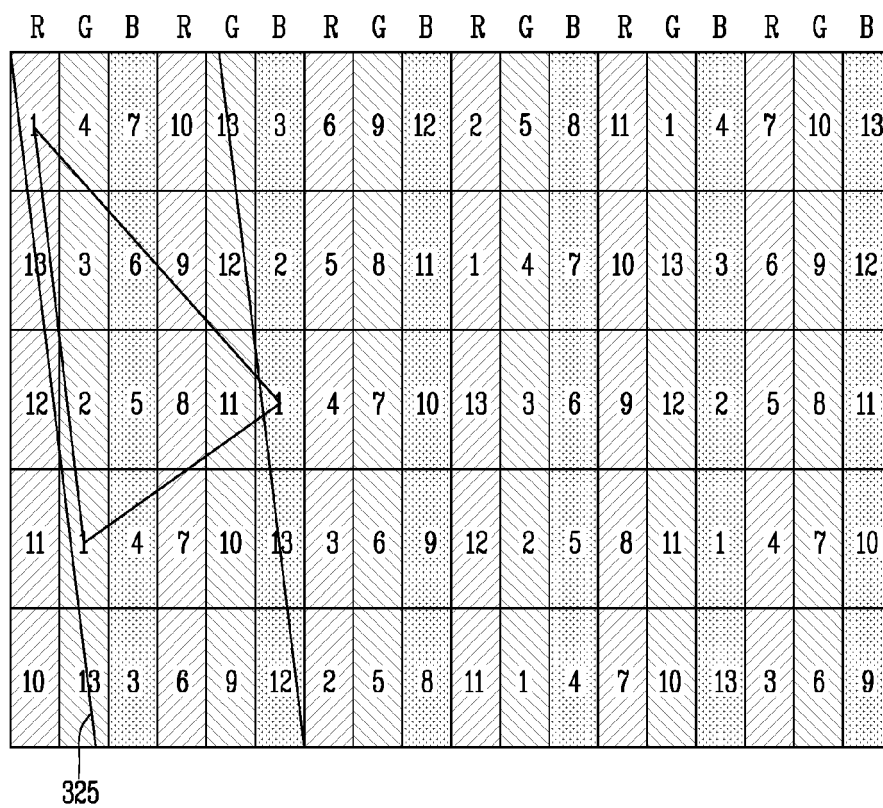 R G B R G B R G B R G B R G B R G B
1 4 7 10 13 3 6 9 12 2 5 8 11 1 4 7 10 13
13 3 6 9 12 2 5 8 11 1 4 7 10 13 3 6 9 12
12 2 5 8 11 1 4 7 10 13 3 6 9 12 2 5 8 11
11 1 4 7 10 13 3 6 9 12 2 5 8 11 1 4 7 10
10 13 3 6 9 12 2 5 8 11 1 4 7 10 13 3 6 9
325